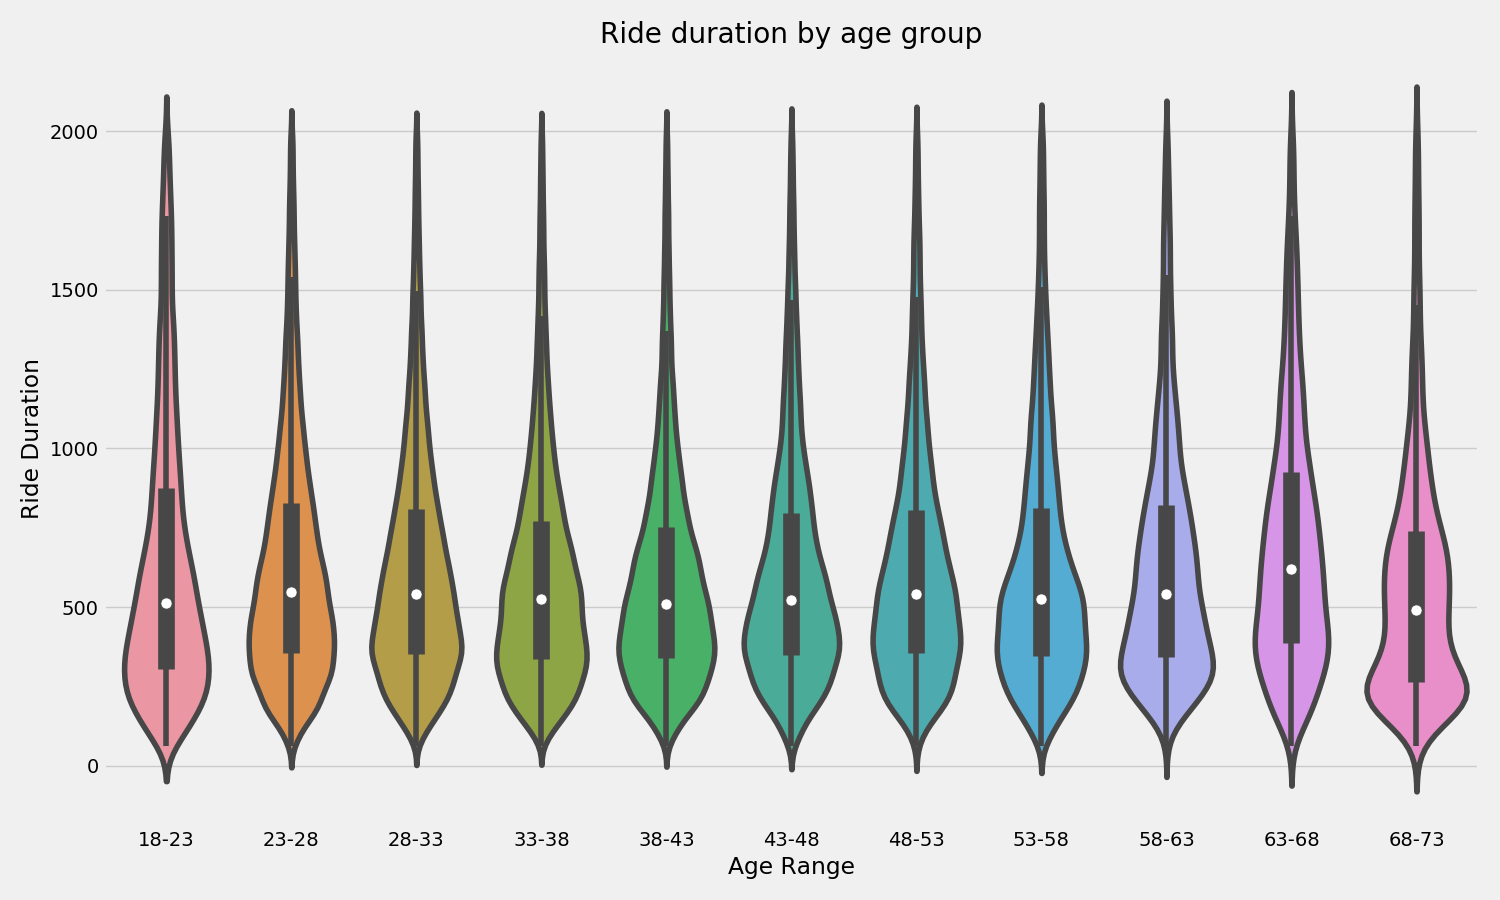 Ride duration by age group
Ride Duration
2000
1500
1000
500
0
18-23 23-28 28-33 33-38 38-43 43-48 48-53 53-58 58-63 63-68 68-73
Age Range